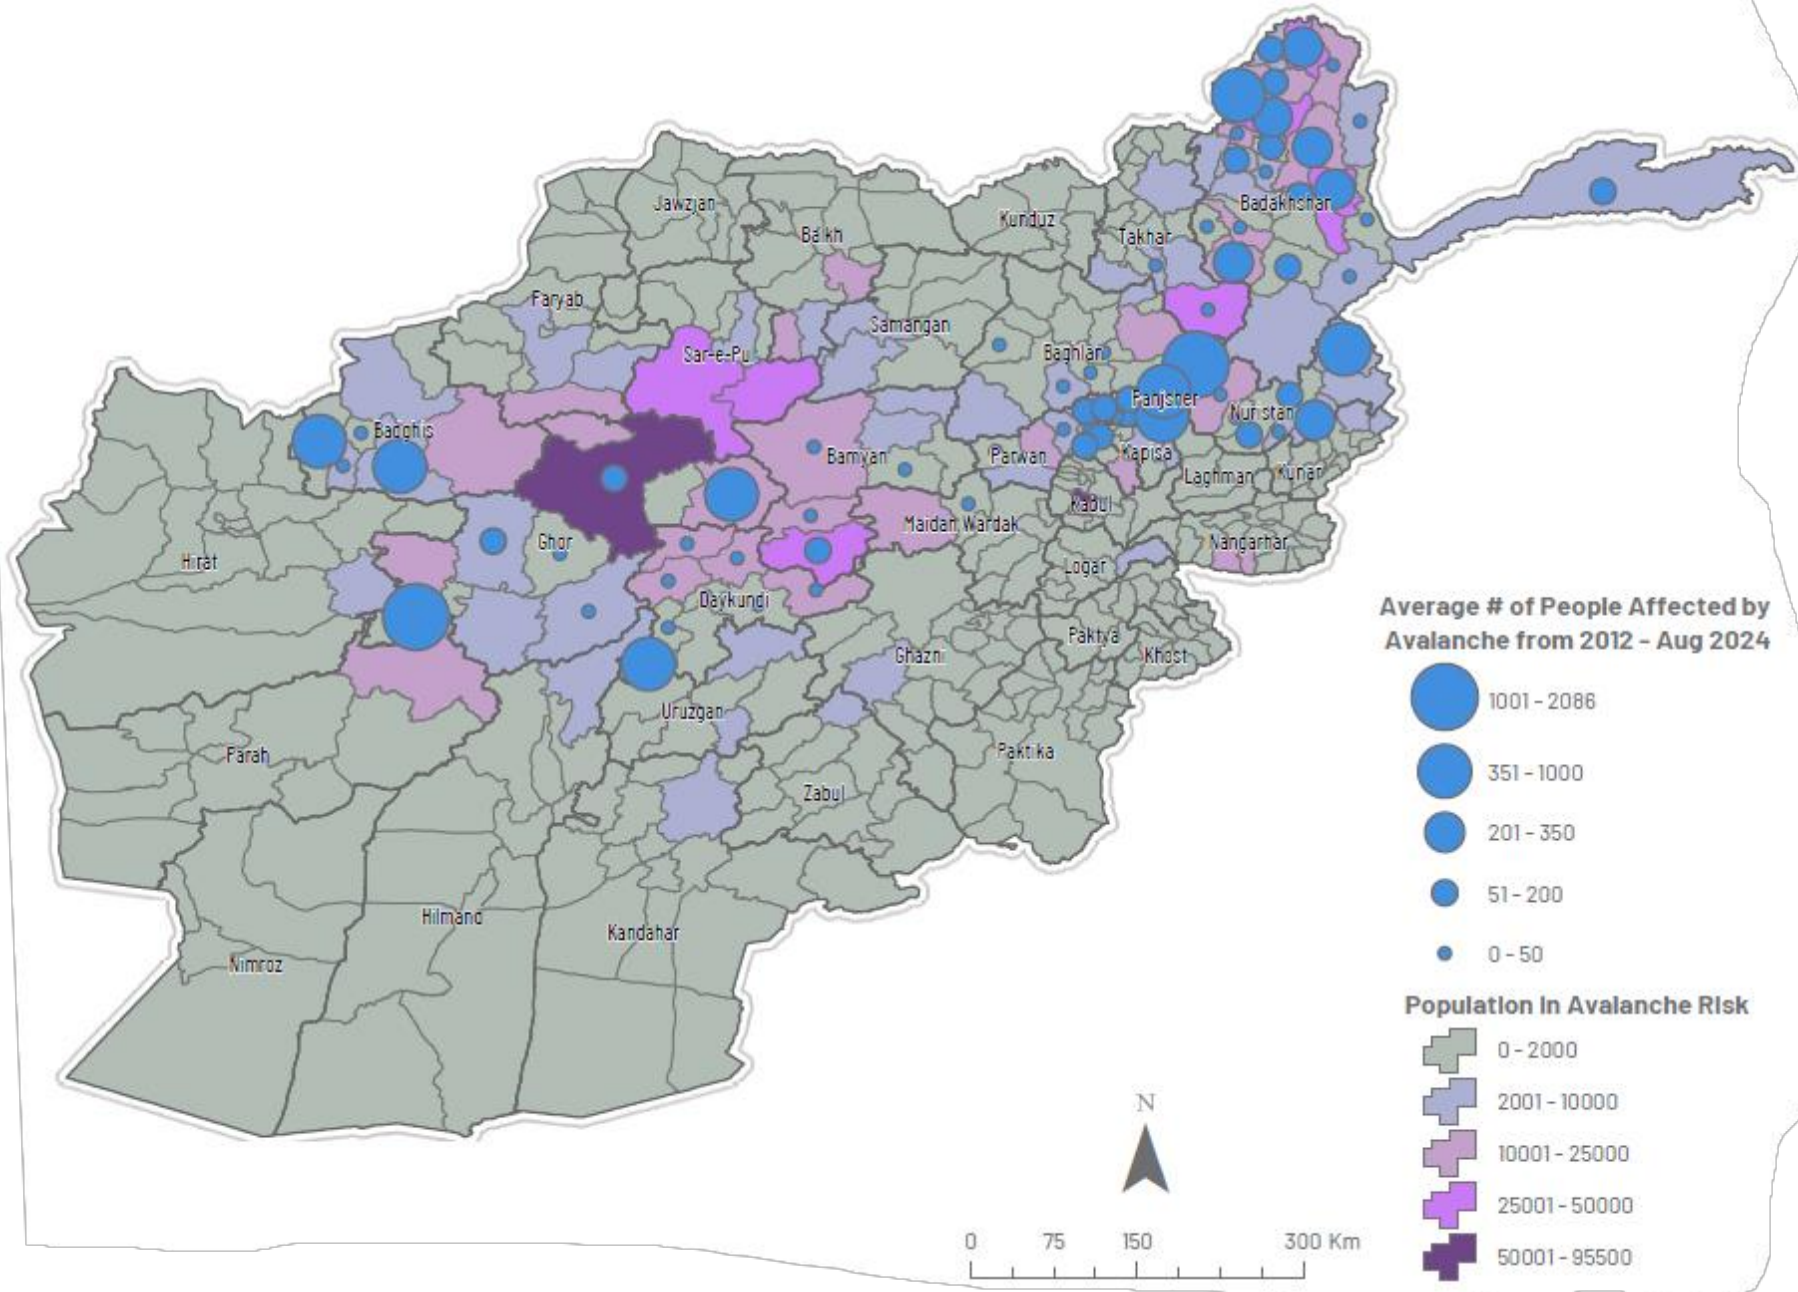 Jawzjan
Balkh
Kunduz
Takhar
Badakhshan
Faryab
Samangan
Sar-e-Pu
Baghlan
Panjsher
Nuristan
Badghis
Bamyan
Parwan
Kapisa
Laghman
Kunar
Kabul
Maidan Wardak
Ghor
Hirat
Nangarhar
Logar
Daykundi
Paktya
Khost
Ghazni
Uruzgan
Farah
Paktika
Zabul
Hilmand
Kandahar
Nimroz
Average # of People Affected by
Avalanche from 2012 - Aug 2024
1001 - 2086
351 - 1000
201 - 350
51 - 200
0 - 50
Population In Avalanche Risk
0 - 2000
2001 - 10000
10001 - 25000
25001 - 50000
50001 - 95500
N
0 75 150 300 Km